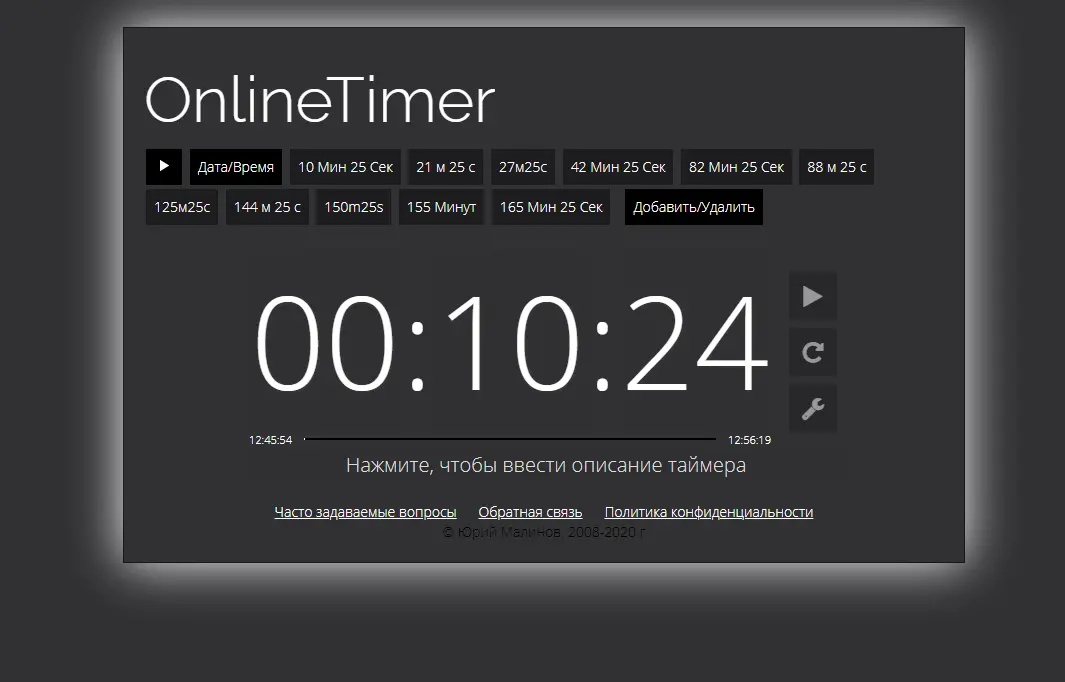 OnlineTimer
Дата/Время 10 Мин 25 Сек 21 м 25 с 27м25с 42 Мин 25 Сек 82 Мин 25 Сек 88 м 25 с
125м25с 144 м 25 с 150m25s 155 Минут 165 Мин 25 Сек Добавить/Удалить
00:10:24
12:45:54 12:56:19
Нажмите, чтобы ввести описание таймера
Часто задаваемые вопросы Обратная связь Политика конфиденциальности
© Юрий Малинов, 2008-2020 г